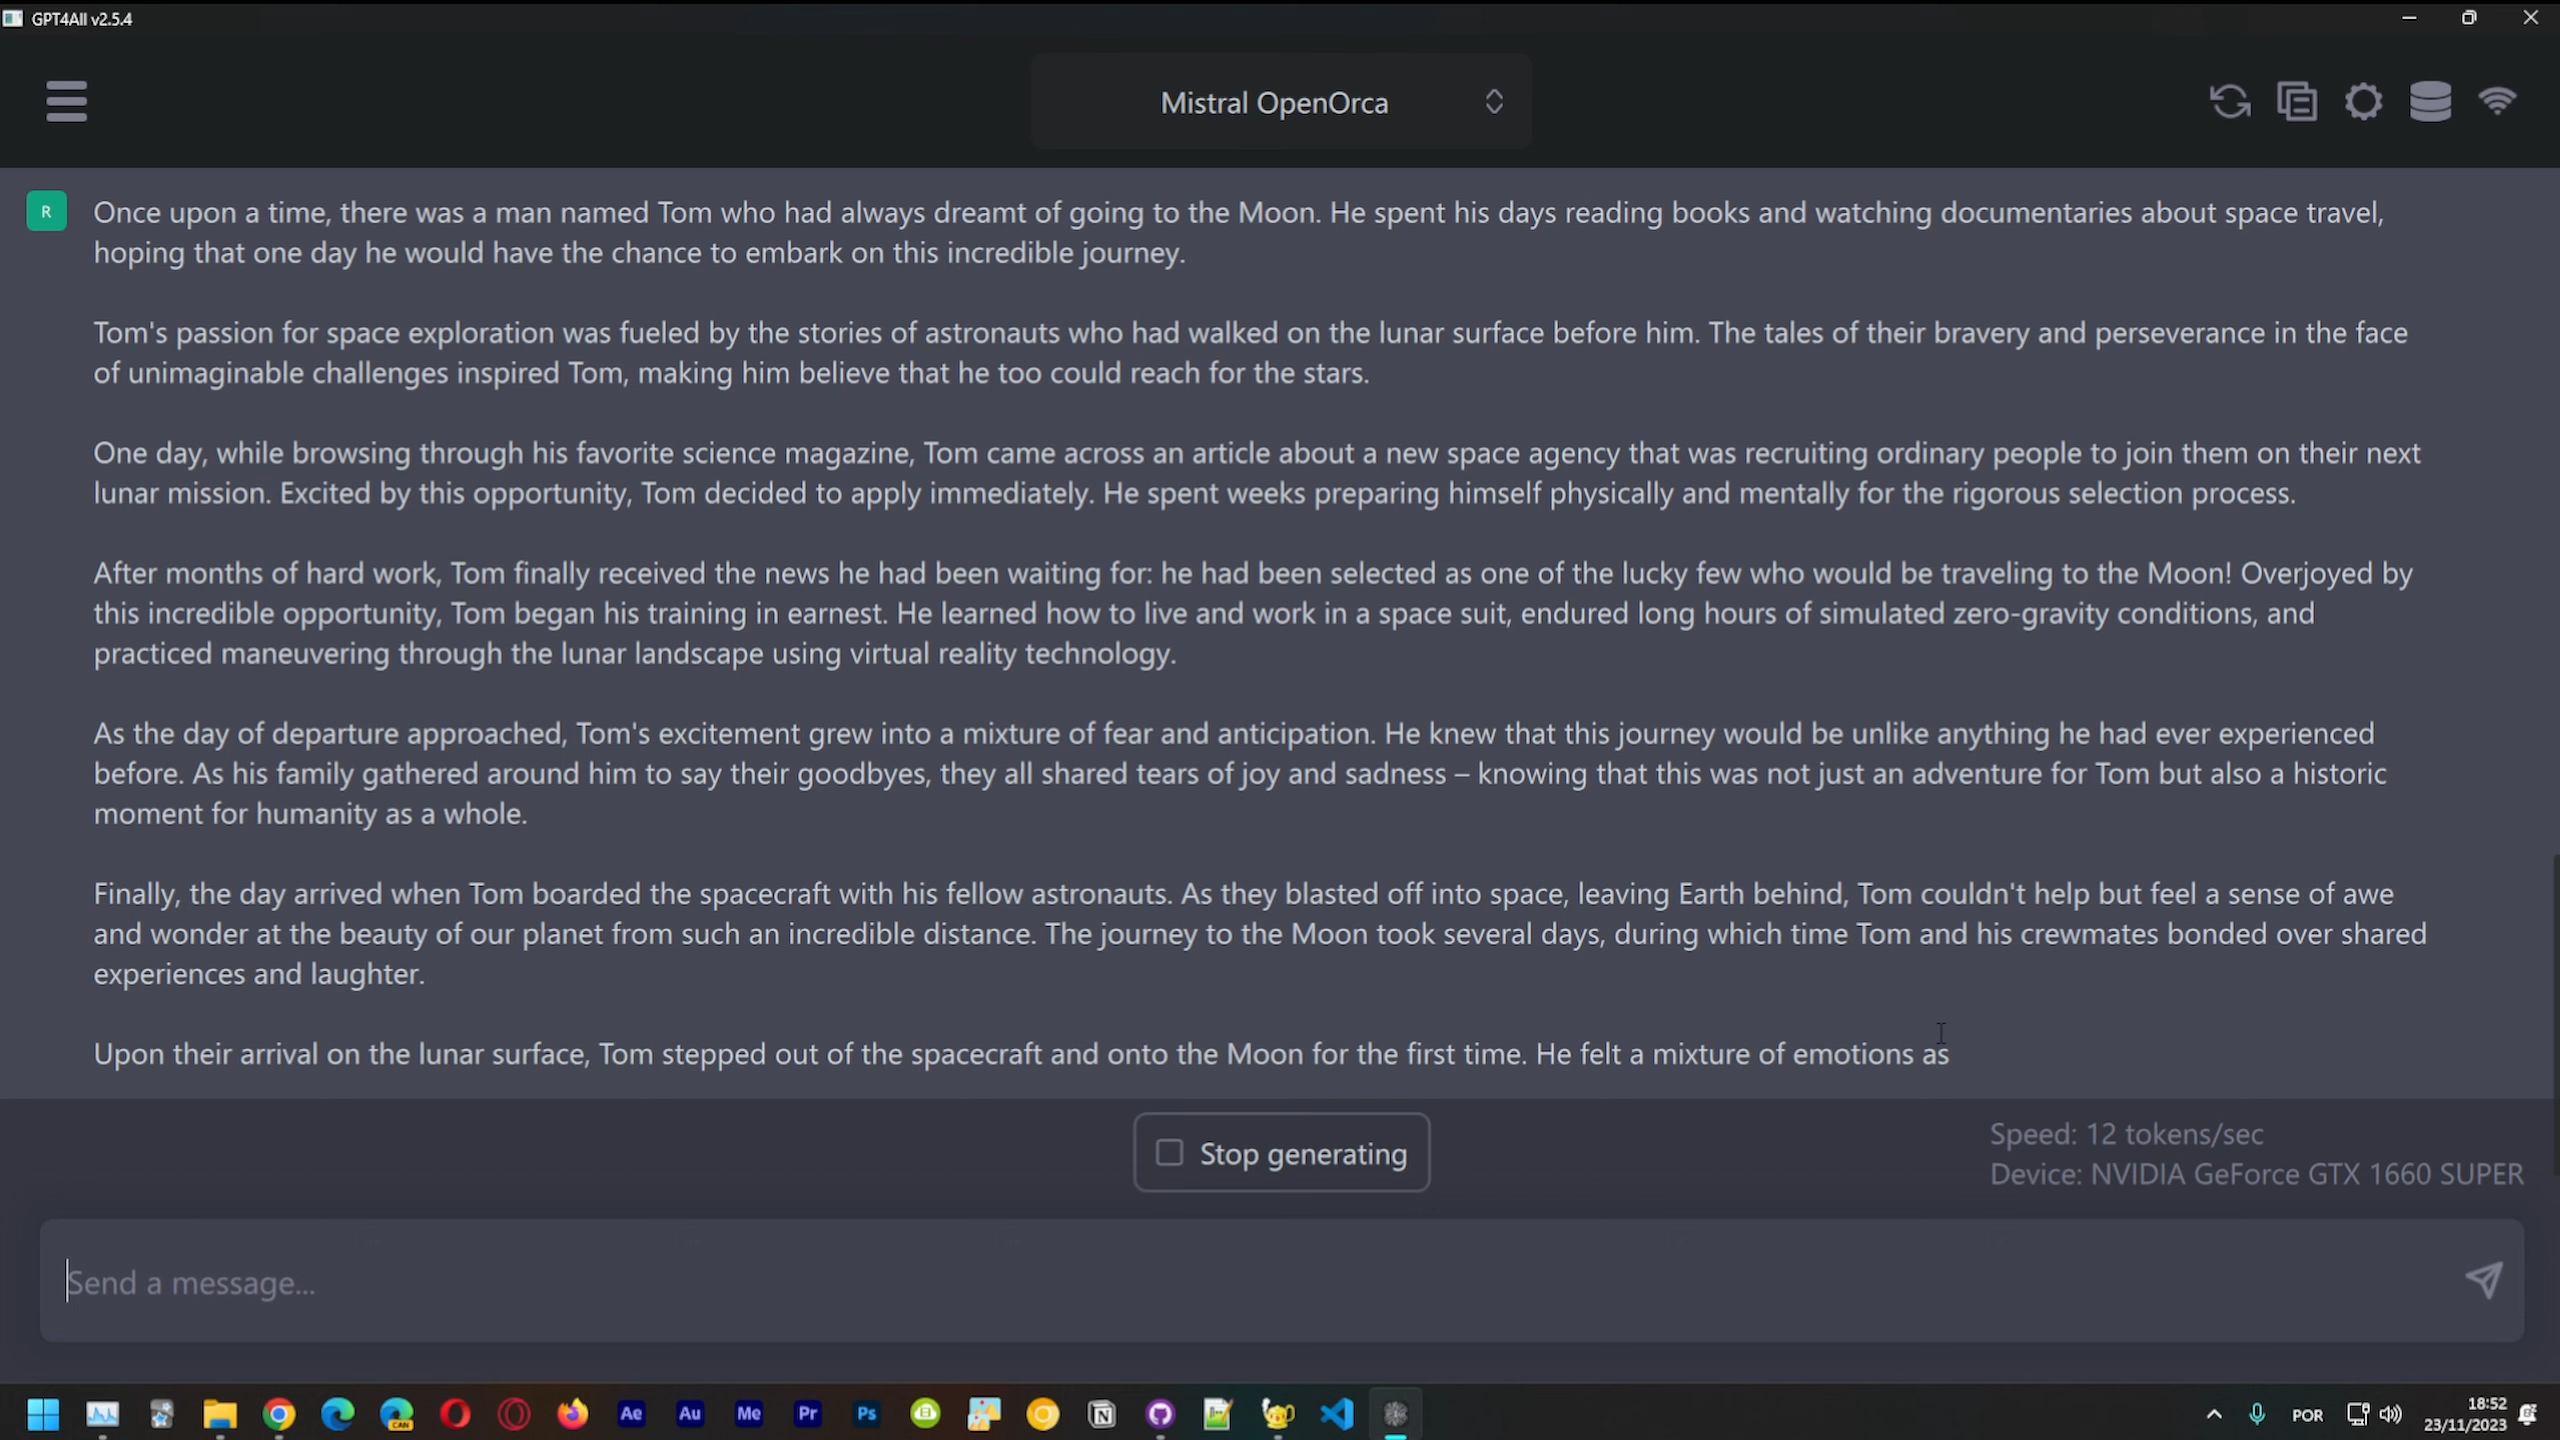 GPT4All v2.5.4
Mistral OpenOrca
R
Once upon a time, there was a man named Tom who had always dreamt of going to the Moon. He spent his days reading books and watching documentaries about space travel,
hoping that one day he would have the chance to embark on this incredible journey.
Tom's passion for space exploration was fueled by the stories of astronauts who had walked on the lunar surface before him. The tales of their bravery and perseverance in the face
of unimaginable challenges inspired Tom, making him believe that he too could reach for the stars.
One day, while browsing through his favorite science magazine, Tom came across an article about a new space agency that was recruiting ordinary people to join them on their next
lunar mission. Excited by this opportunity, Tom decided to apply immediately. He spent weeks preparing himself physically and mentally for the rigorous selection process.
After months of hard work, Tom finally received the news he had been waiting for: he had been selected as one of the lucky few who would be traveling to the Moon! Overjoyed by
this incredible opportunity, Tom began his training in earnest. He learned how to live and work in a space suit, endured long hours of simulated zero-gravity conditions, and
practiced maneuvering through the lunar landscape using virtual reality technology.
As the day of departure approached, Tom's excitement grew into a mixture of fear and anticipation. He knew that this journey would be unlike anything he had ever experienced
before. As his family gathered around him to say their goodbyes, they all shared tears of joy and sadness – knowing that this was not just an adventure for Tom but also a historic
moment for humanity as a whole.
Finally, the day arrived when Tom boarded the spacecraft with his fellow astronauts. As they blasted off into space, leaving Earth behind, Tom couldn't help but feel a sense of awe
and wonder at the beauty of our planet from such an incredible distance. The journey to the Moon took several days, during which time Tom and his crewmates bonded over shared
experiences and laughter.
Upon their arrival on the lunar surface, Tom stepped out of the spacecraft and onto the Moon for the first time. He felt a mixture of emotions as
Stop generating
Speed: 12 tokens/sec
Device: NVIDIA GeForce GTX 1660 SUPER
Send a message...
CAN Ae Au Me Pr Ps N POR 18:52
23/11/2023